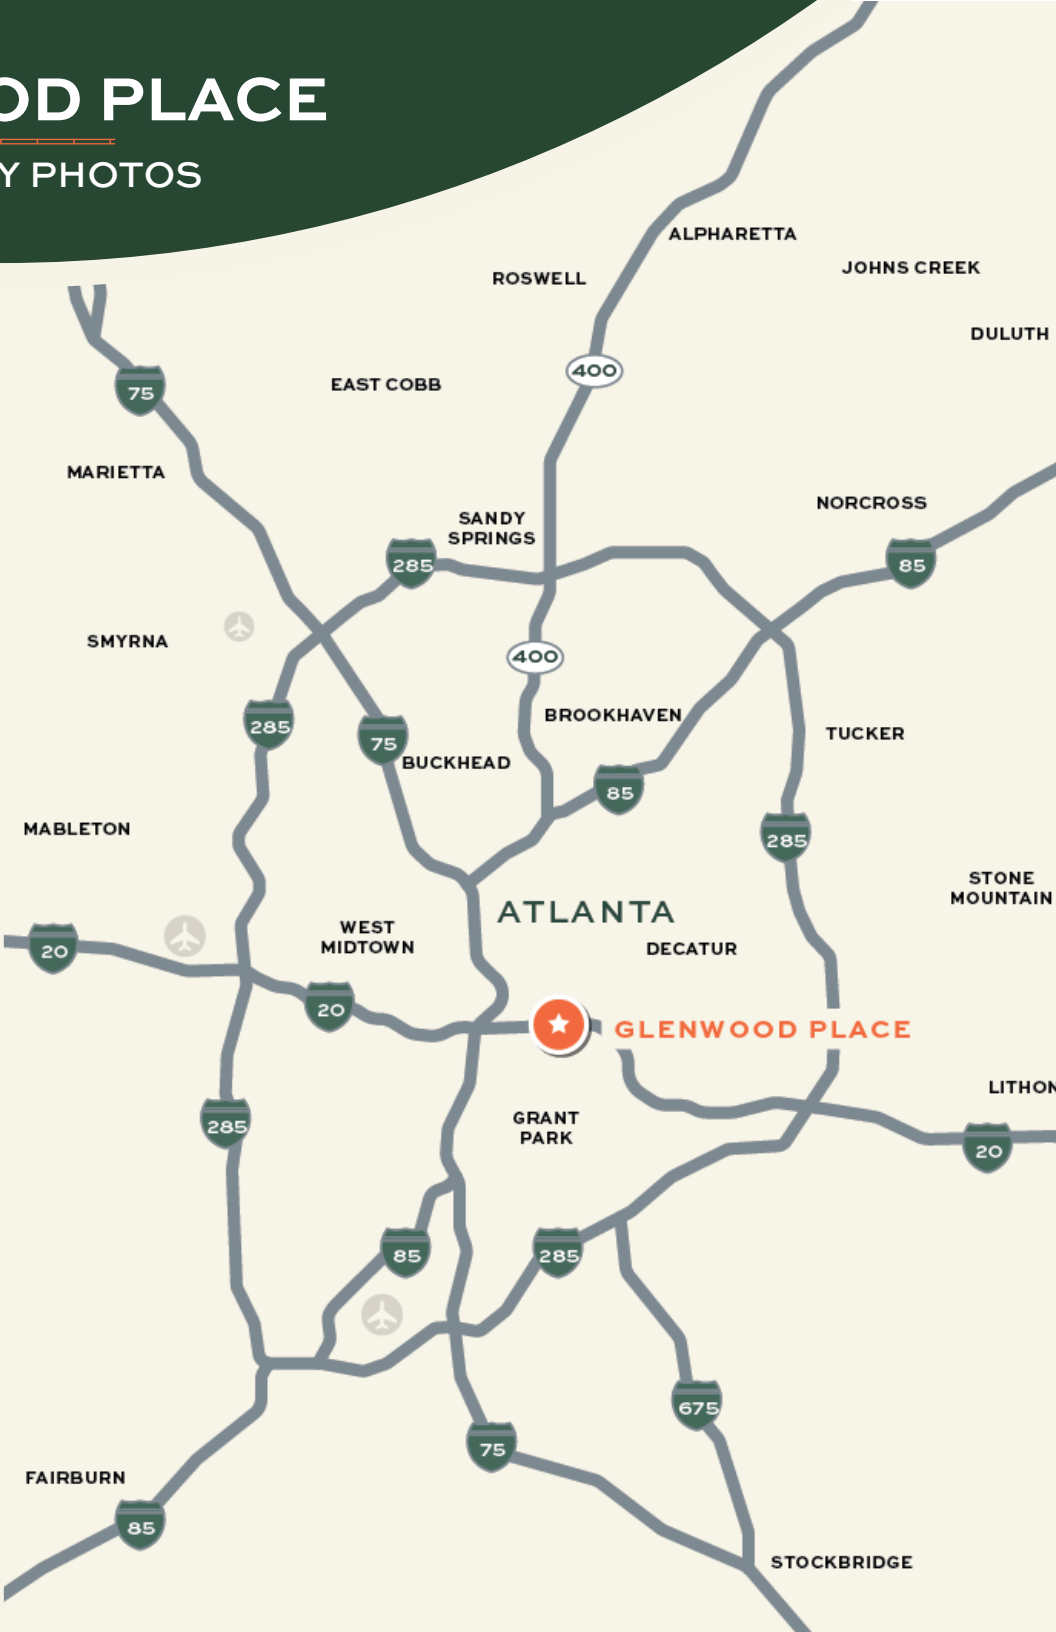 OD PLACE
Y PHOTOS
ALPHARETTA
JOHNS CREEK
ROSWELL
DULUTH
400
EAST COBB
75
MARIETTA
NORCROSS
SANDY
SPRINGS
285
85
SMYRNA
400
BROOKHAVEN
285
TUCKER
75
BUCKHEAD
85
MABLETON
285
STONE
MOUNTAIN
ATLANTA
WEST
MIDTOWN
DECATUR
20
20
GLENWOOD PLACE
LITHON
GRANT
PARK
285
20
85
285
675
75
FAIRBURN
85
STOCKBRIDGE